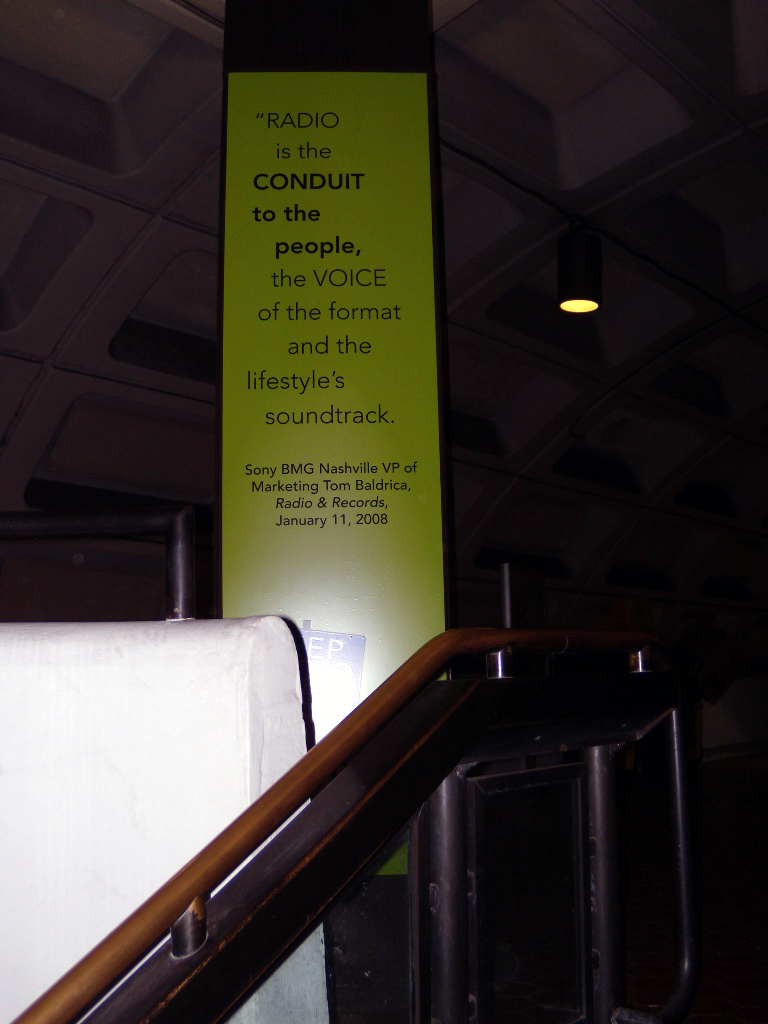 “RADIO
is the
CONDUIT
to the
people,
the VOICE
of the format
and the
lifestyle's
soundtrack.
Sony BMG Nashville VP of
Marketing Tom Baldrica,
Radio & Records,
January 11, 2008
EP